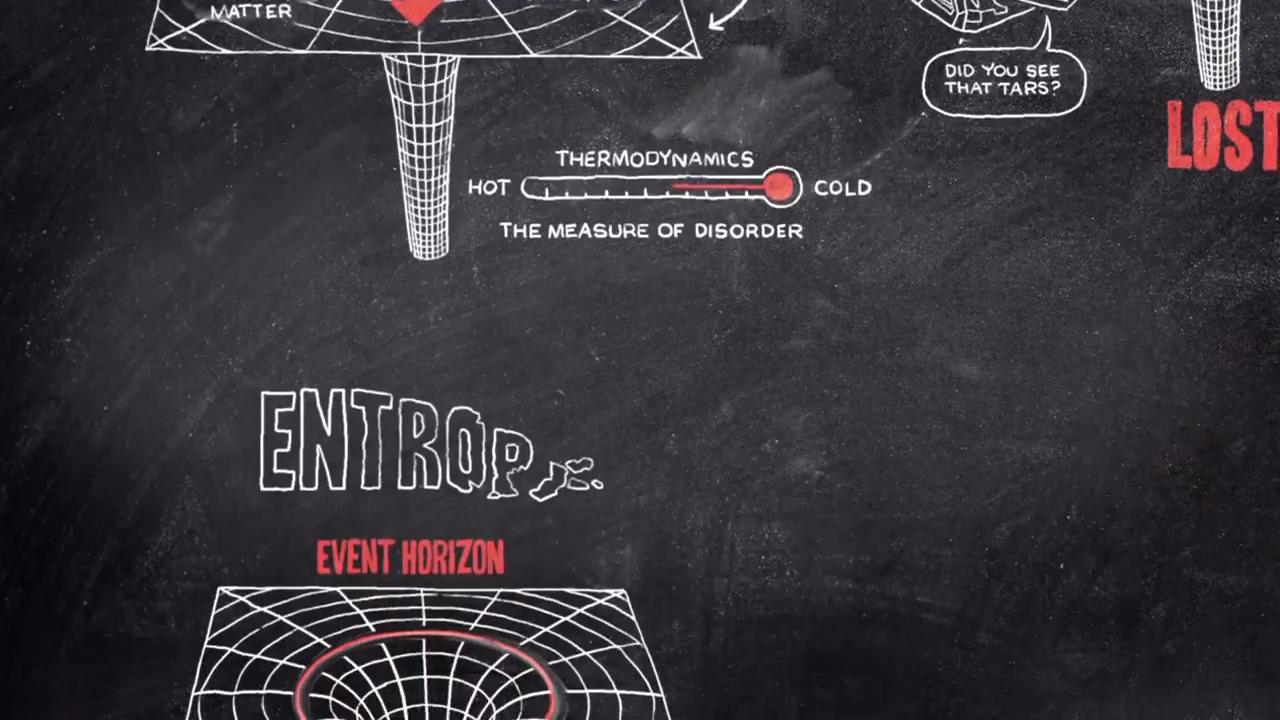 MATTER
DID YOU SEE
THAT TARS?
LOST
THERMODYNAMICS
HOT
COLD
THE MEASURE OF DISORDER
ENTROP
EVENT HORIZON